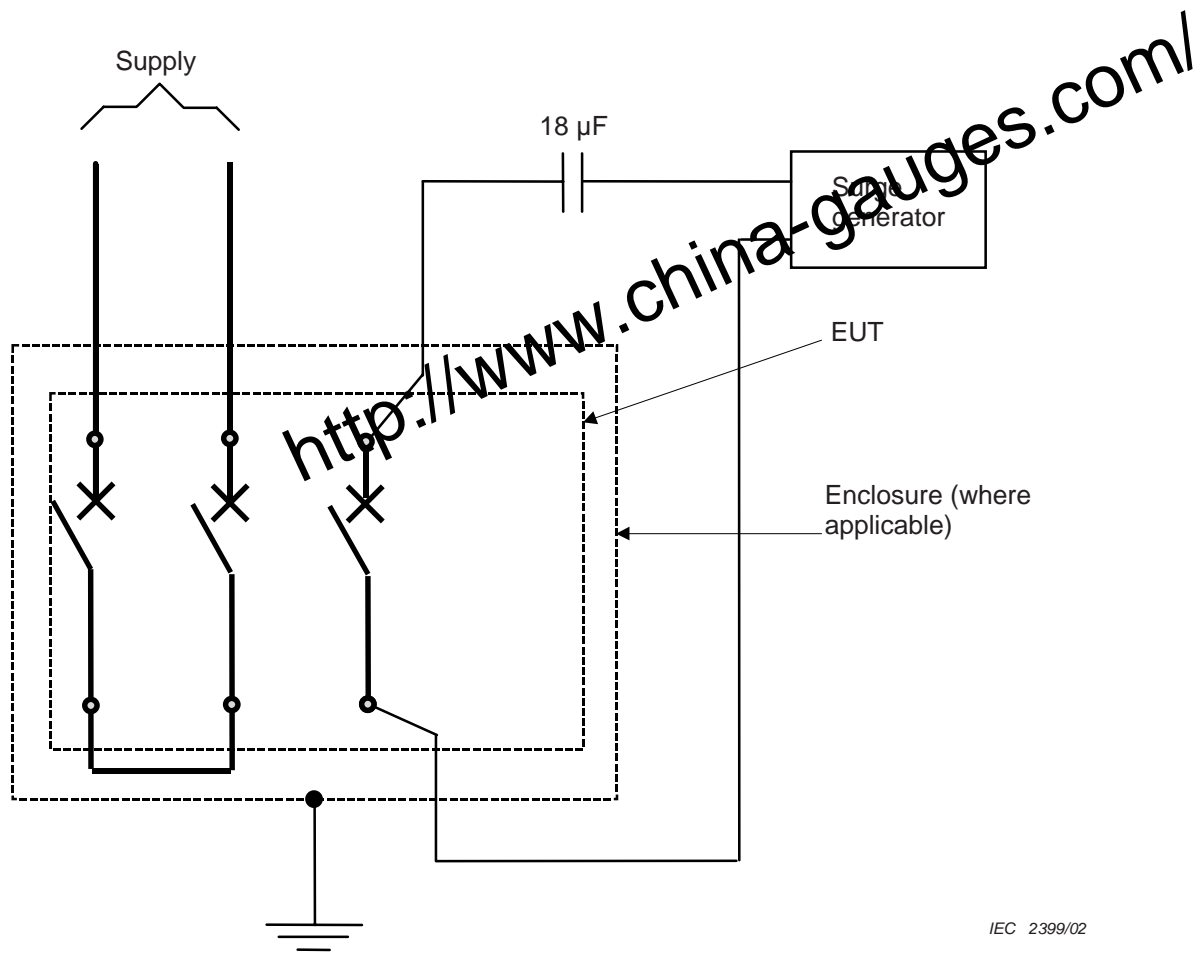 Supply
18 µF
Surge
generator
http://www.china-gauges.com/
EUT
Enclosure (where
applicable)
IEC 2399/02